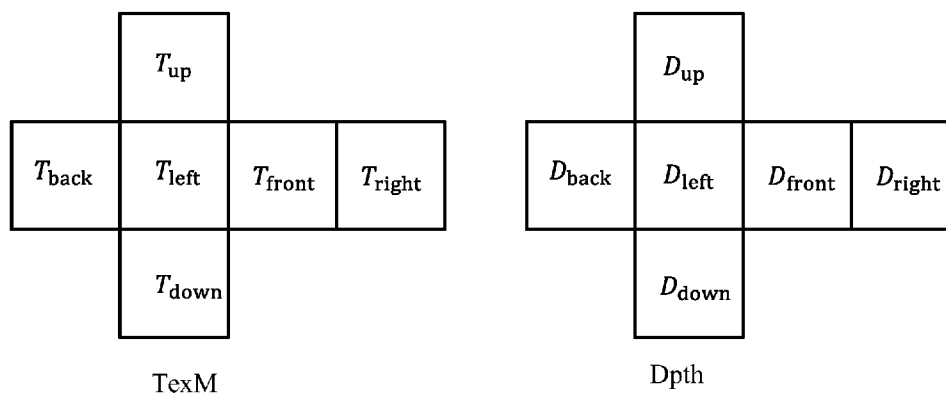 T_up D_up
T_back T_left T_front T_right D_back D_left D_front D_right
T_down D_down
TexM Dpth